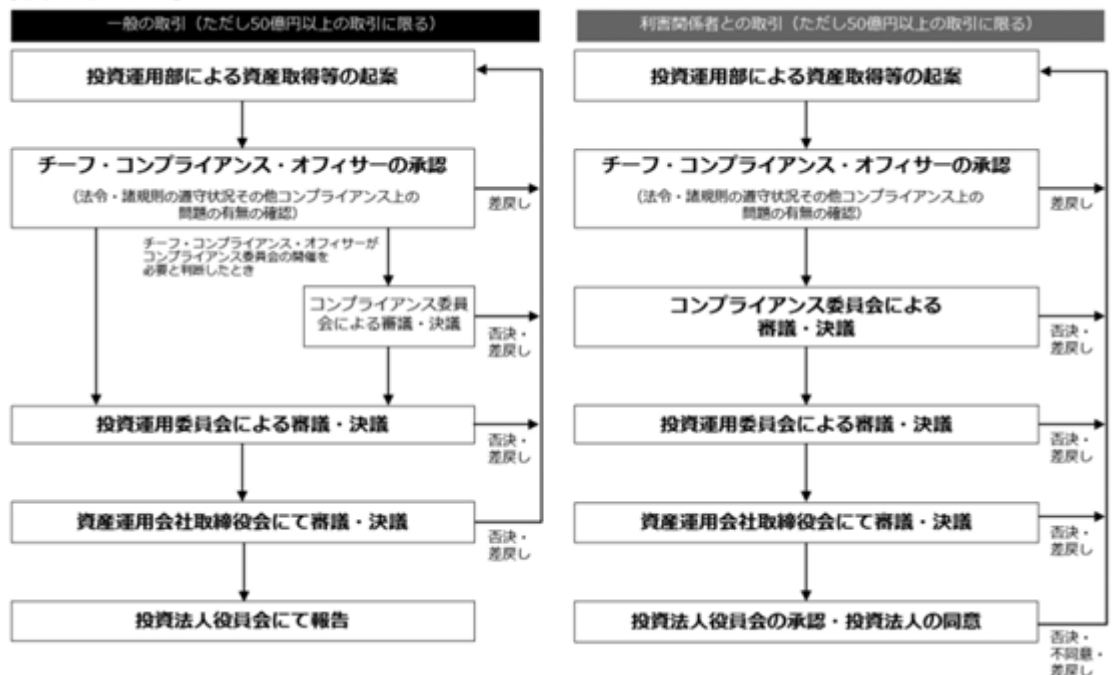 一般の取引（ただし50億円以上の取引に限る）
投資運用部による資産取得等の起案
チーフ・コンプライアンス・オフィサーの承認
（法令・諸規則の遵守状況その他コンプライアンス上の
問題の有無の確認）
差戻し
チーフ・コンプライアンス・オフィサーが
コンプライアンス委員会の開催を
必要と判断したとき
コンプライアンス委員
会による審議・決議
否決・
差戻し
投資運用委員会による審議・決議
否決・
差戻し
資産運用会社取締役会にて審議・決議
否決・
差戻し
投資法人役員会にて報告
利害関係者との取引（ただし50億円以上の取引に限る）
投資運用部による資産取得等の起案
チーフ・コンプライアンス・オフィサーの承認
（法令・諸規則の遵守状況その他コンプライアンス上の
問題の有無の確認）
差戻し
コンプライアンス委員会による
審議・決議
否決・
差戻し
投資運用委員会による審議・決議
否決・
差戻し
資産運用会社取締役会にて審議・決議
否決・
差戻し
投資法人役員会の承認・投資法人の同意
否決・
不同意・
差戻し